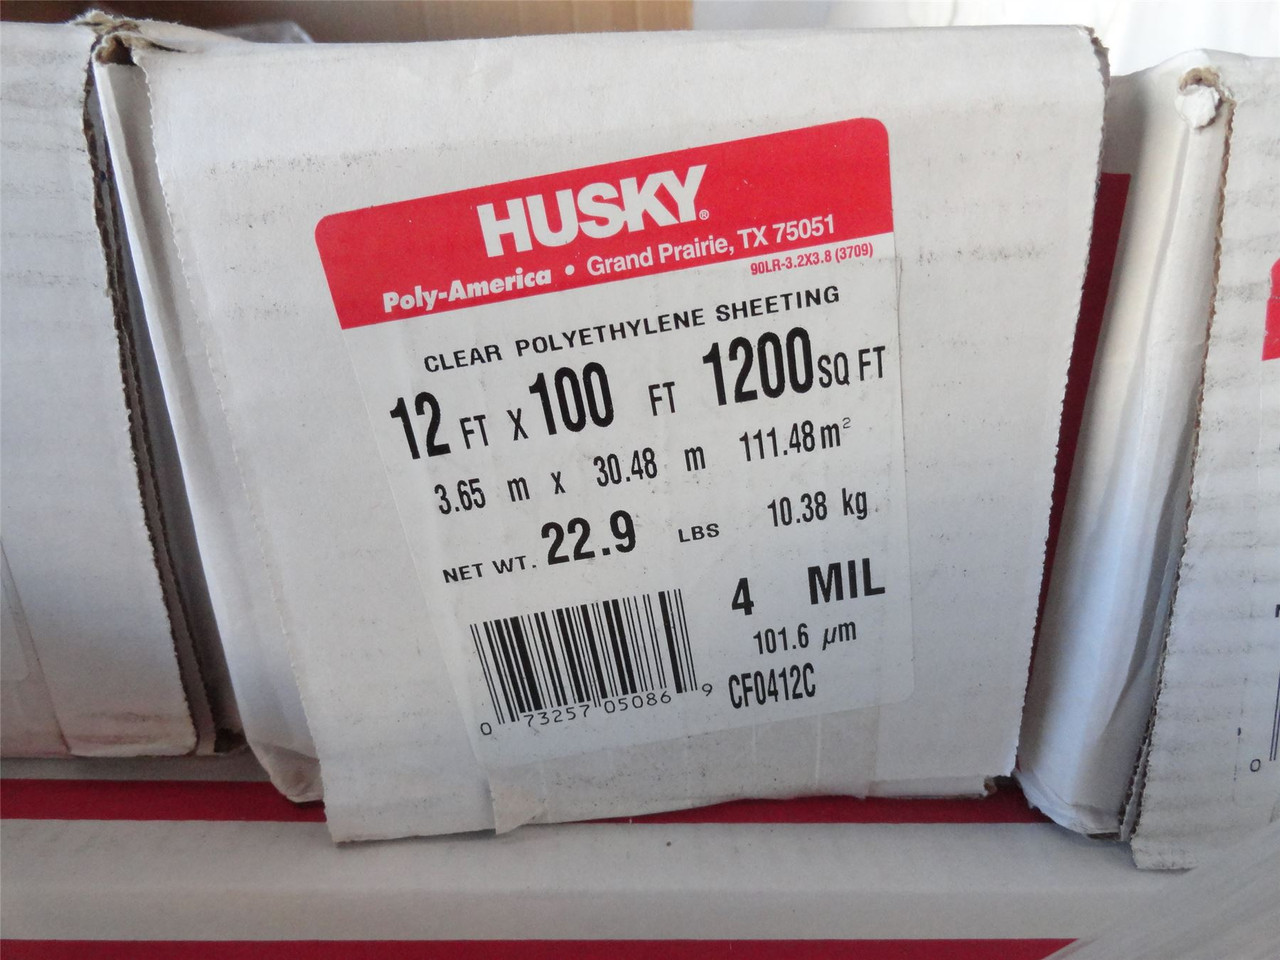 HUSKY®
Poly-America • Grand Prairie, TX 75051
90LR-3.2X3.8 (3709)
CLEAR POLYETHYLENE SHEETING
12 FT X 100 FT 1200 SQ FT
3.65 m x 30.48 m 111.48 m²
NET WT. 22.9 LBS 10.38 kg
4 MIL
101.6 µm
CF0412C
0 73257 05086 9
0